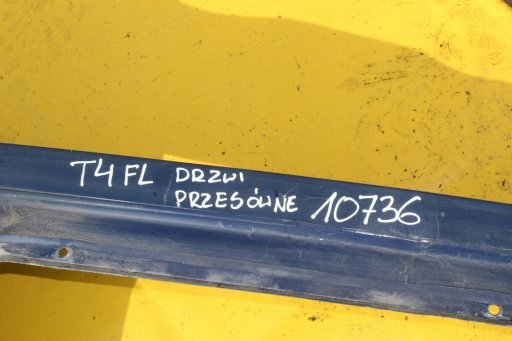 T4 FL DRZWI
PRZESÓWNE 10736